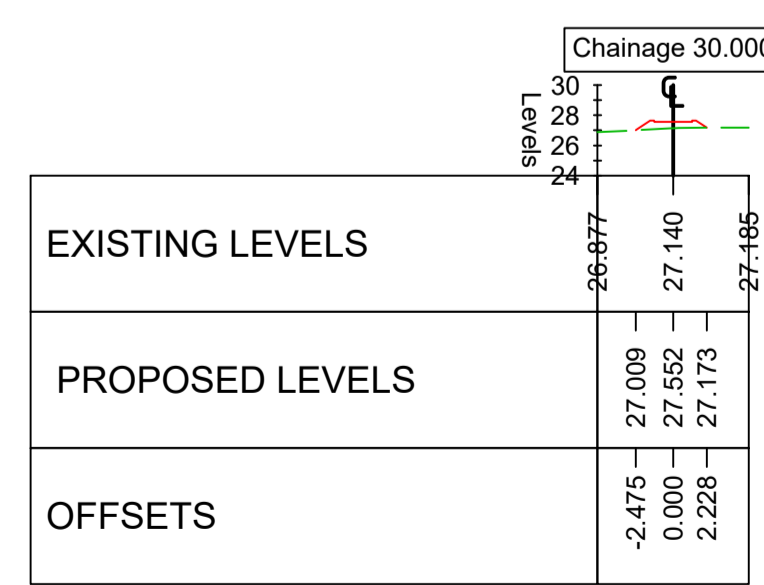 Chainage 30.000
℄
Levels
30
28
26
24
EXISTING LEVELS
26.877
27.140
27.185
PROPOSED LEVELS
27.009
27.552
27.173
OFFSETS
-2.475
0.000
2.228